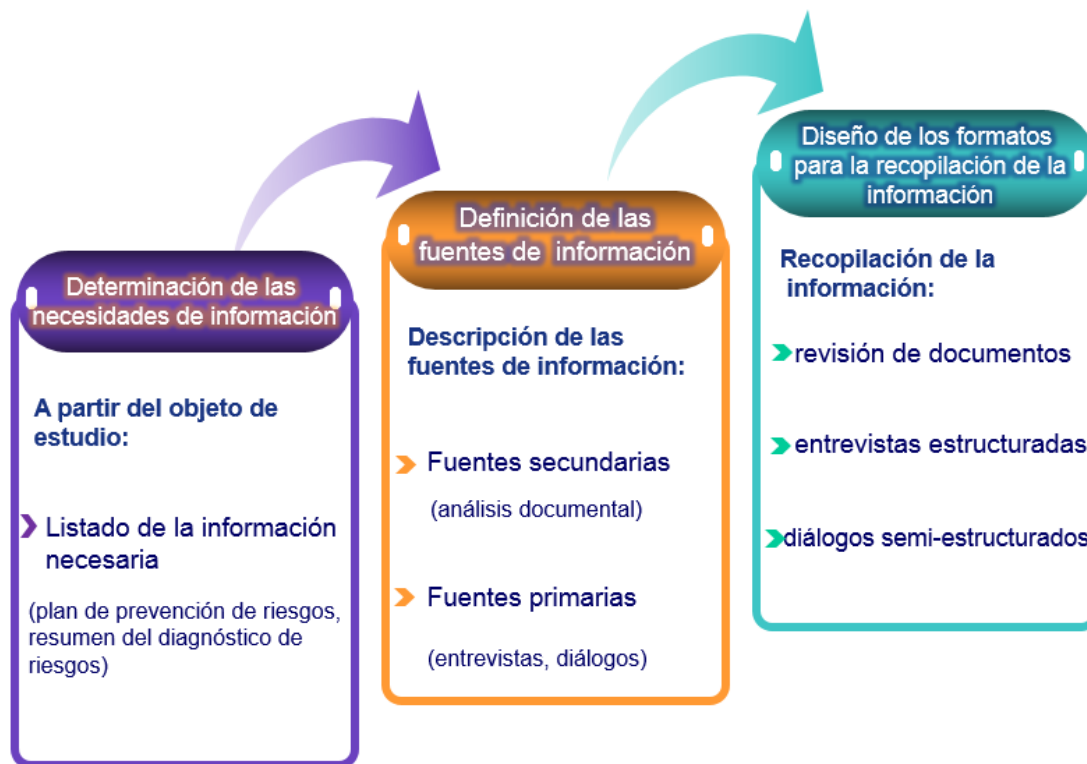 Determinación de las
necesidades de información
A partir del objeto de
estudio:
Listado de la información
necesaria
(plan de prevención de riesgos,
resumen del diagnóstico de
riesgos)
Definición de las
fuentes de información
Descripción de las
fuentes de información:
Fuentes secundarias
(análisis documental)
Fuentes primarias
(entrevistas, diálogos)
Diseño de los formatos
para la recopilación de la
información
Recopilación de la
información:
revisión de documentos
entrevistas estructuradas
diálogos semi-estructurados